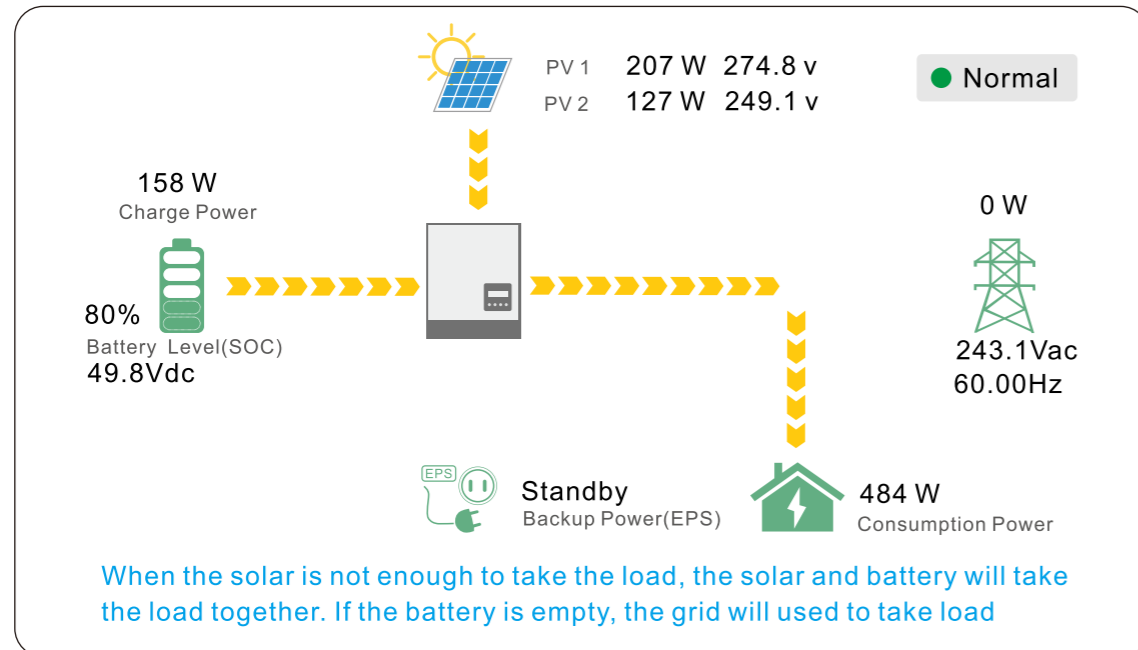 PV 1 207 W 274.8 v
PV 2 127 W 249.1 v
Normal
158 W
Charge Power
0 W
80%
Battery Level(SOC)
49.8Vdc
243.1Vac
60.00Hz
EPS
Standby
Backup Power(EPS)
484 W
Consumption Power
When the solar is not enough to take the load, the solar and battery will take
the load together. If the battery is empty, the grid will used to take load